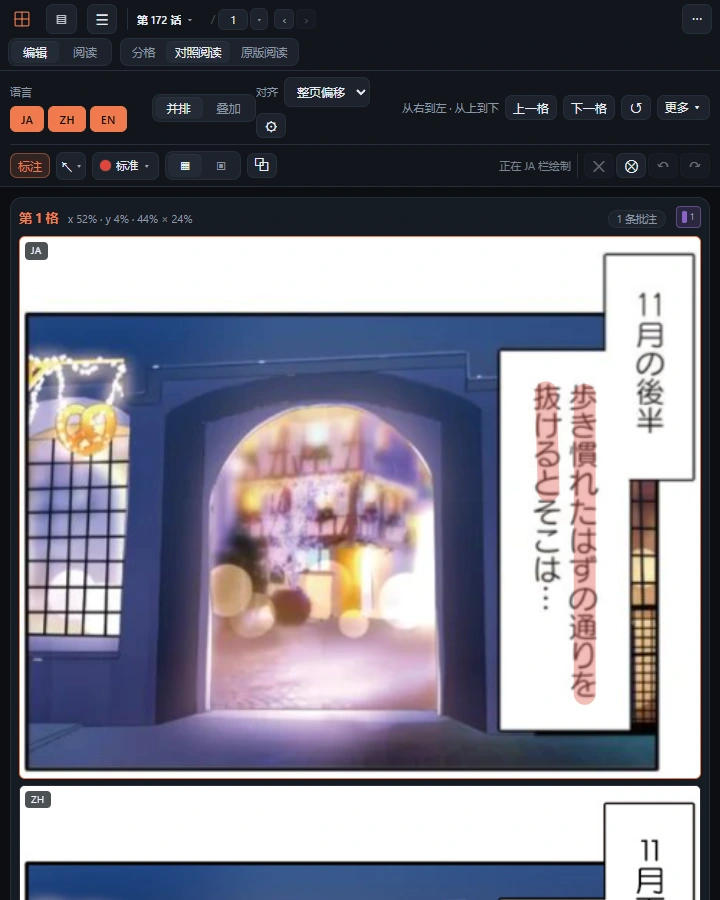 第 172 话
/
1
编辑
阅读
分格
对照阅读
原版阅读
语言
JA
ZH
EN
并排
叠加
对齐
整页偏移
从右到左 · 从上到下
上一格
下一格
更多
标注
标准
正在 JA 栏绘制
第 1 格
x 52% · y 4% · 44% × 24%
1 条批注
1
JA
11月の後半
歩き慣れたはずの通りを
抜けるとそこは…
ZH
11月